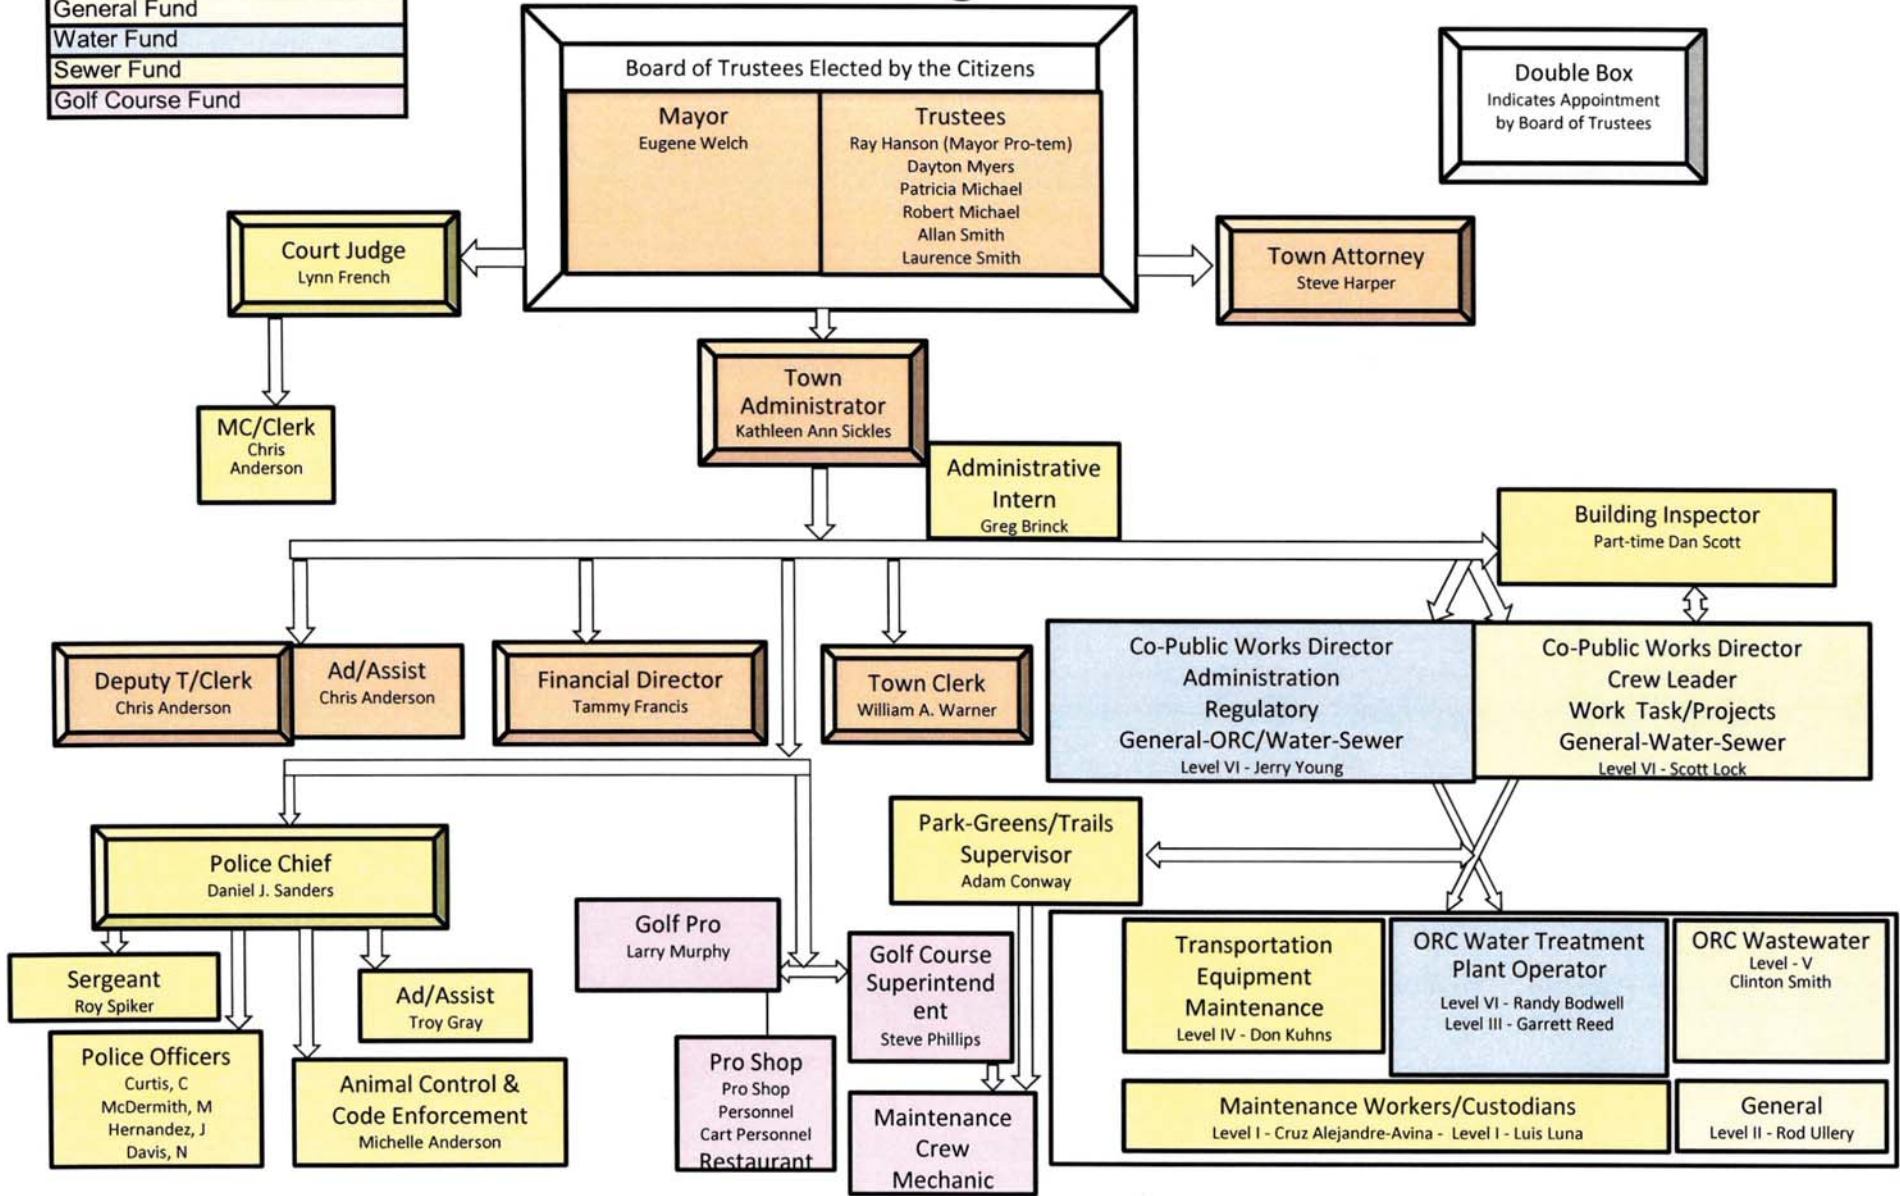 General Fund
Water Fund
Sewer Fund
Golf Course Fund
Board of Trustees Elected by the Citizens
Mayor
Eugene Welch
Trustees
Ray Hanson (Mayor Pro-tem)
Dayton Myers
Patricia Michael
Robert Michael
Allan Smith
Laurence Smith
Double Box
Indicates Appointment
by Board of Trustees
Court Judge
Lynn French
Town Attorney
Steve Harper
MC/Clerk
Chris
Anderson
Town
Administrator
Kathleen Ann Sickles
Administrative
Intern
Greg Brinck
Building Inspector
Part-time Dan Scott
Deputy T/Clerk
Chris Anderson
Ad/Assist
Chris Anderson
Financial Director
Tammy Francis
Town Clerk
William A. Warner
Co-Public Works Director
Administration
Regulatory
General-ORC/Water-Sewer
Level VI - Jerry Young
Co-Public Works Director
Crew Leader
Work Task/Projects
General-Water-Sewer
Level VI - Scott Lock
Police Chief
Daniel J. Sanders
Park-Greens/Trails
Supervisor
Adam Conway
Golf Pro
Larry Murphy
Golf Course
Superintend
ent
Steve Phillips
Sergeant
Roy Spiker
Ad/Assist
Troy Gray
Police Officers
Curtis, C
McDermith, M
Hernandez, J
Davis, N
Animal Control &
Code Enforcement
Michelle Anderson
Pro Shop
Pro Shop
Personnel
Cart Personnel
Restaurant
Maintenance
Crew
Mechanic
Transportation
Equipment
Maintenance
Level IV - Don Kuhns
ORC Water Treatment
Plant Operator
Level VI - Randy Bodwell
Level III - Garrett Reed
ORC Wastewater
Level - V
Clinton Smith
Maintenance Workers/Custodians
Level I - Cruz Alejandre-Avina - Level I - Luis Luna
General
Level II - Rod Ullery